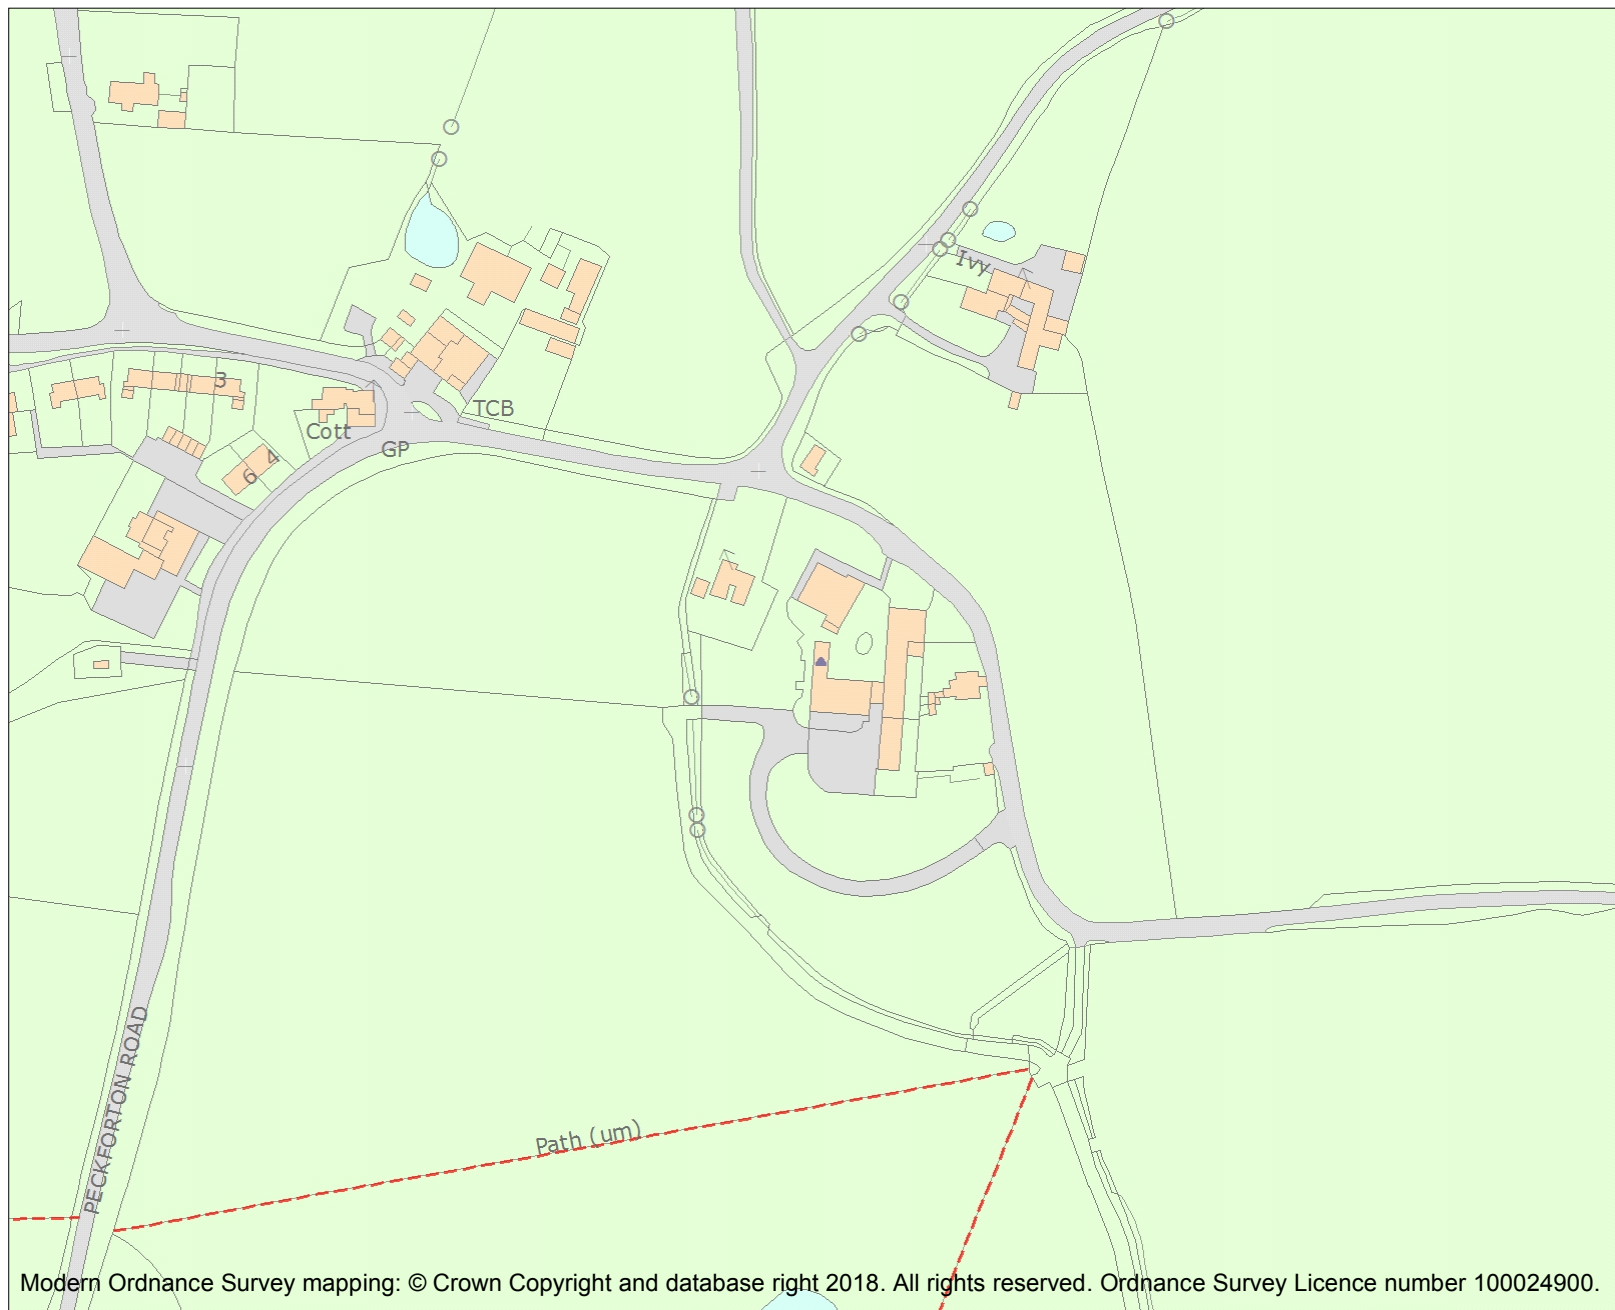 Ivy
3
TCB
Cott
GP
4
6
PECKFORTON ROAD
Path (um)
Modern Ordnance Survey mapping: © Crown Copyright and database right 2018. All rights reserved. Ordnance Survey Licence number 100024900.